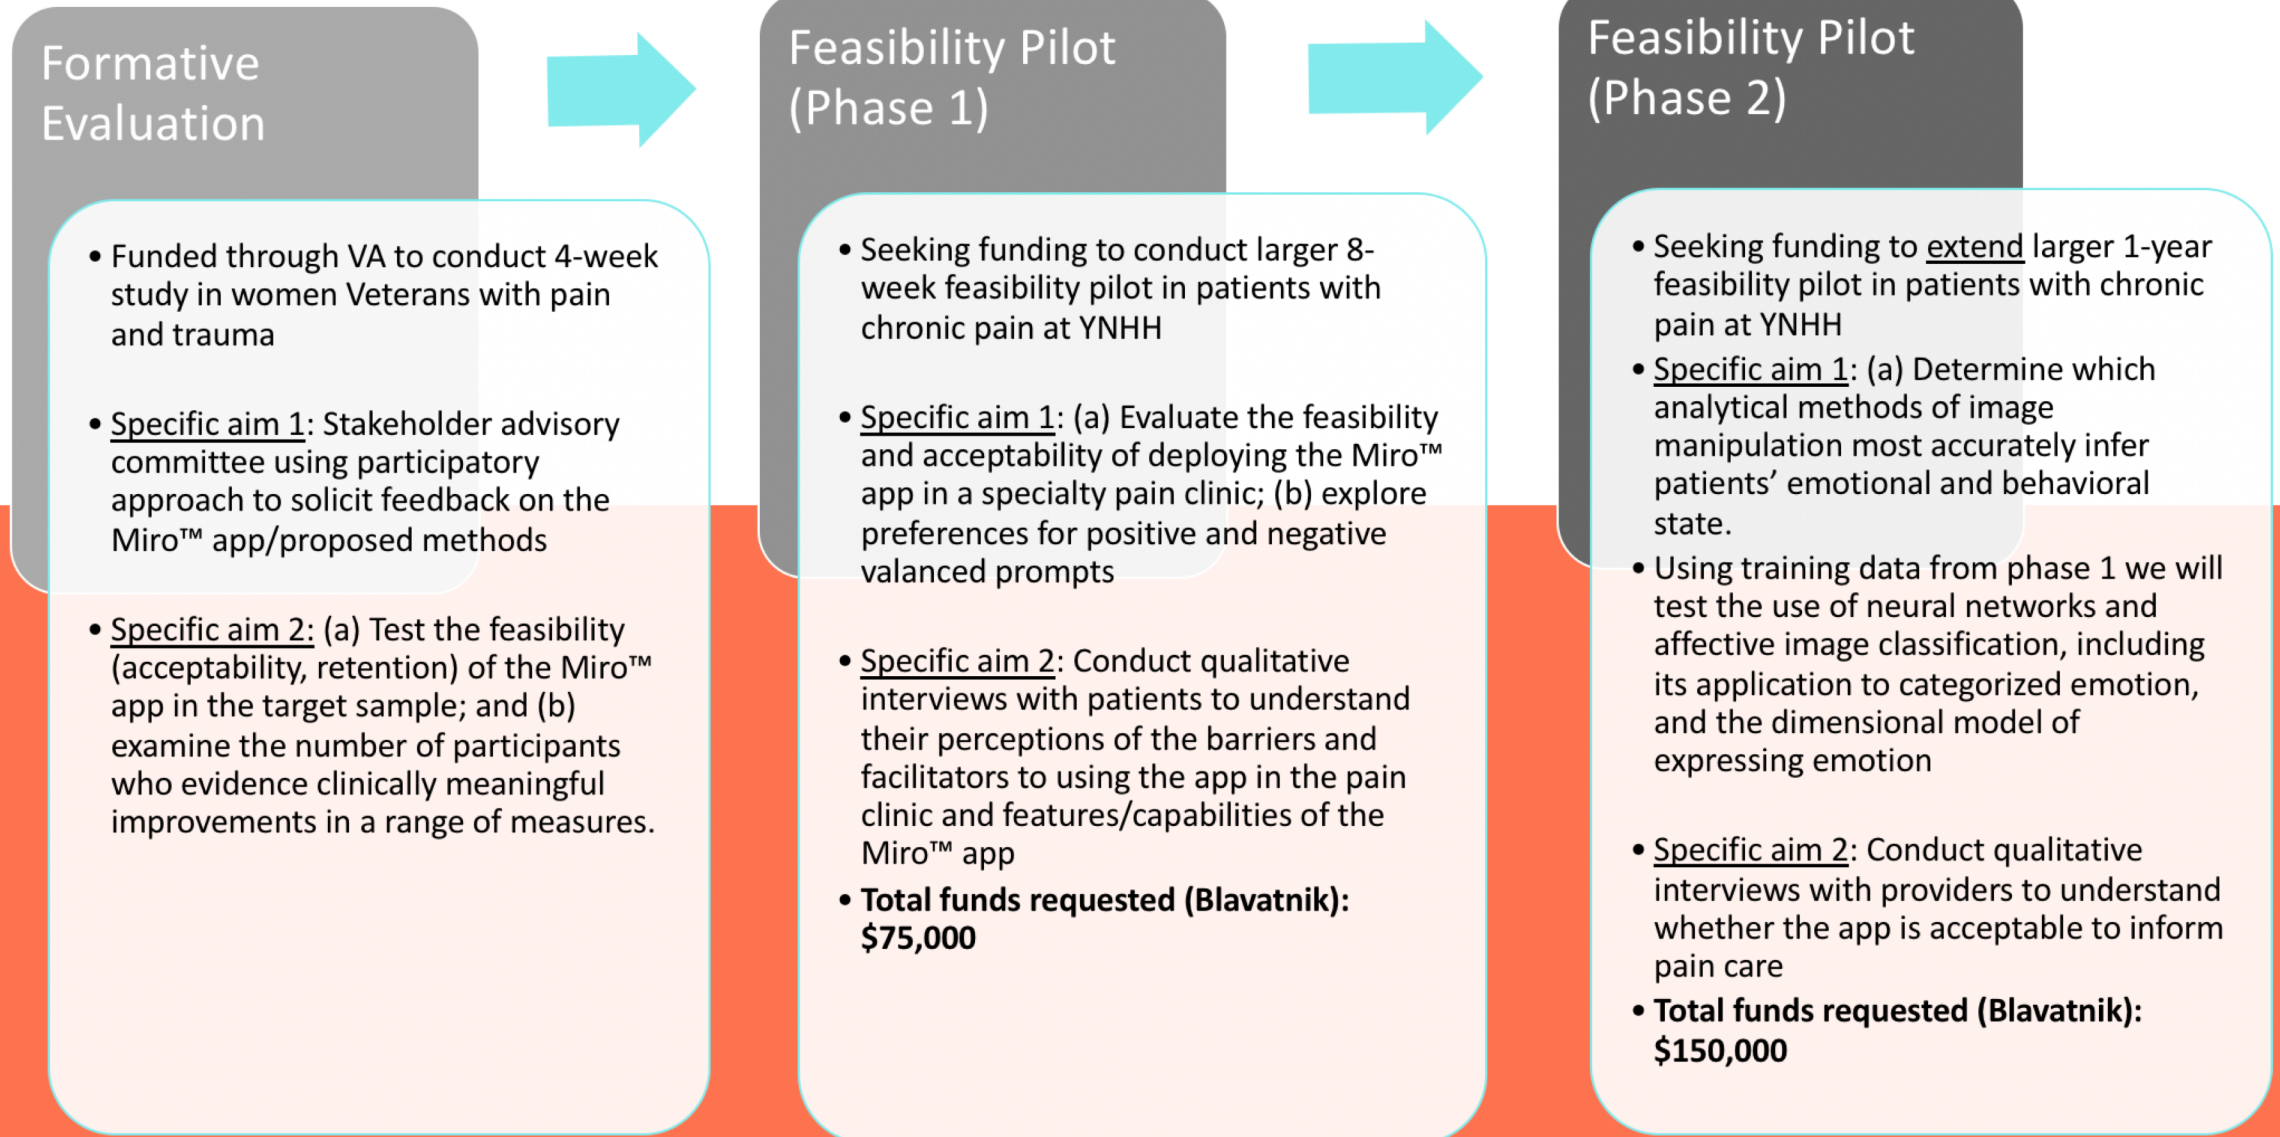 Formative
Evaluation
• Funded through VA to conduct 4-week
study in women Veterans with pain
and trauma
• Specific aim 1: Stakeholder advisory
committee using participatory
approach to solicit feedback on the
Miro™ app/proposed methods
• Specific aim 2: (a) Test the feasibility
(acceptability, retention) of the Miro™
app in the target sample; and (b)
examine the number of participants
who evidence clinically meaningful
improvements in a range of measures.
Feasibility Pilot
(Phase 1)
• Seeking funding to conduct larger 8-
week feasibility pilot in patients with
chronic pain at YNHH
• Specific aim 1: (a) Evaluate the feasibility
and acceptability of deploying the Miro™
app in a specialty pain clinic; (b) explore
preferences for positive and negative
valanced prompts
• Specific aim 2: Conduct qualitative
interviews with patients to understand
their perceptions of the barriers and
facilitators to using the app in the pain
clinic and features/capabilities of the
Miro™ app
• Total funds requested (Blavatnik):
$75,000
Feasibility Pilot
(Phase 2)
• Seeking funding to extend larger 1-year
feasibility pilot in patients with chronic
pain at YNHH
• Specific aim 1: (a) Determine which
analytical methods of image
manipulation most accurately infer
patients’ emotional and behavioral
state.
• Using training data from phase 1 we will
test the use of neural networks and
affective image classification, including
its application to categorized emotion,
and the dimensional model of
expressing emotion
• Specific aim 2: Conduct qualitative
interviews with providers to understand
whether the app is acceptable to inform
pain care
• Total funds requested (Blavatnik):
$150,000